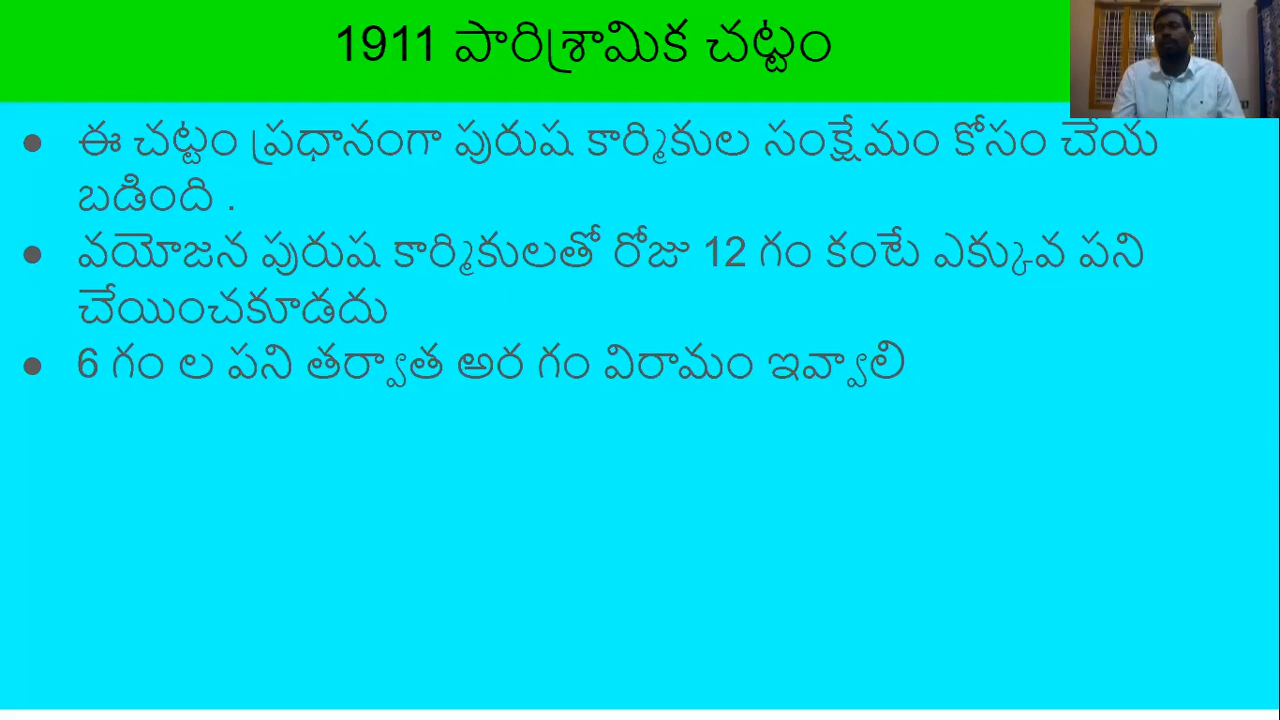 1911 పారిశ్రామిక చట్టం
● ఈ చట్టం ప్రధానంగా పురుష కార్మికుల సంక్షేమం కోసం చేయ
బడింది .
● వయోజన పురుష కార్మికులతో రోజు 12 గం కంటే ఎక్కువ పని
చేయించకూడదు
● 6 గం ల పని తర్వాత అర గం విరామం ఇవ్వాలి